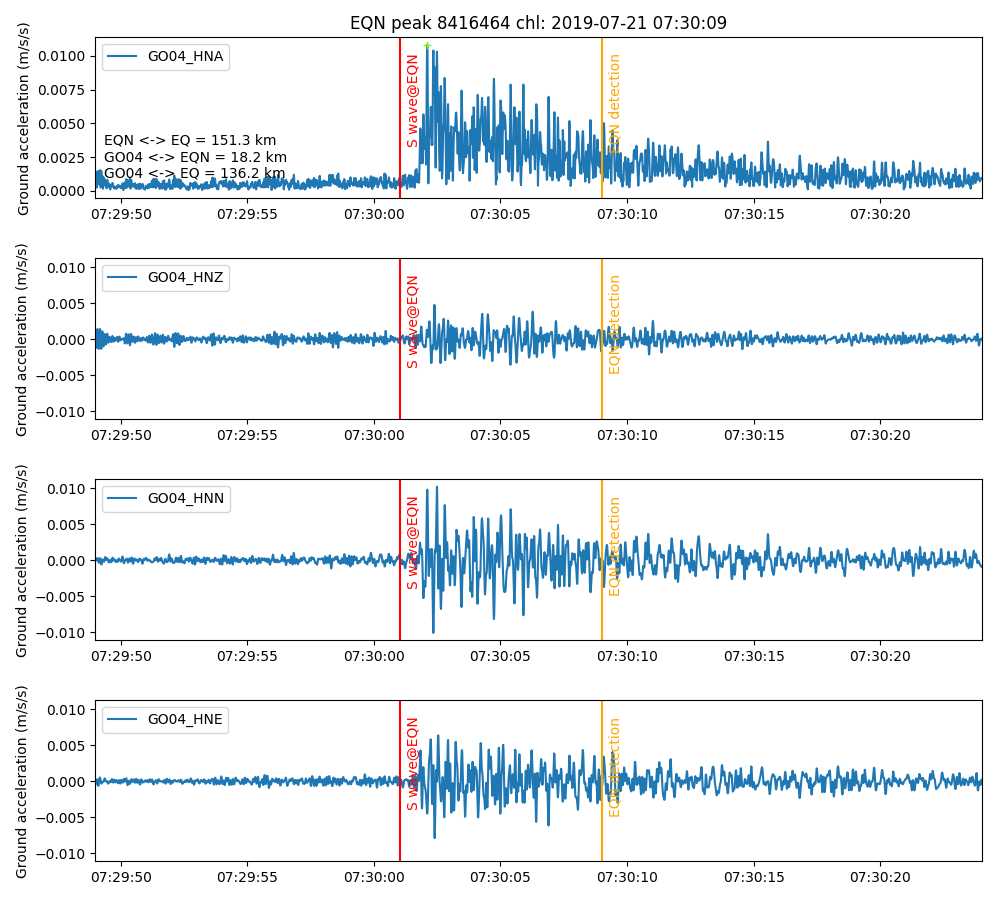 EQN peak 8416464 chl: 2019-07-21 07:30:09
Ground acceleration (m/s/s)
0.0100
0.0075
0.0050
0.0025
0.0000
GO04_HNA
EQN <-> EQ = 151.3 km
GO04 <-> EQN = 18.2 km
GO04 <-> EQ = 136.2 km
S wave@EQN
EQN detection
07:29:50 07:29:55 07:30:00 07:30:05 07:30:10 07:30:15 07:30:20
Ground acceleration (m/s/s)
0.010
0.005
0.000
−0.005
−0.010
GO04_HNZ
S wave@EQN
EQN detection
07:29:50 07:29:55 07:30:00 07:30:05 07:30:10 07:30:15 07:30:20
Ground acceleration (m/s/s)
0.010
0.005
0.000
−0.005
−0.010
GO04_HNN
S wave@EQN
EQN detection
07:29:50 07:29:55 07:30:00 07:30:05 07:30:10 07:30:15 07:30:20
Ground acceleration (m/s/s)
0.010
0.005
0.000
−0.005
−0.010
GO04_HNE
S wave@EQN
EQN detection
07:29:50 07:29:55 07:30:00 07:30:05 07:30:10 07:30:15 07:30:20